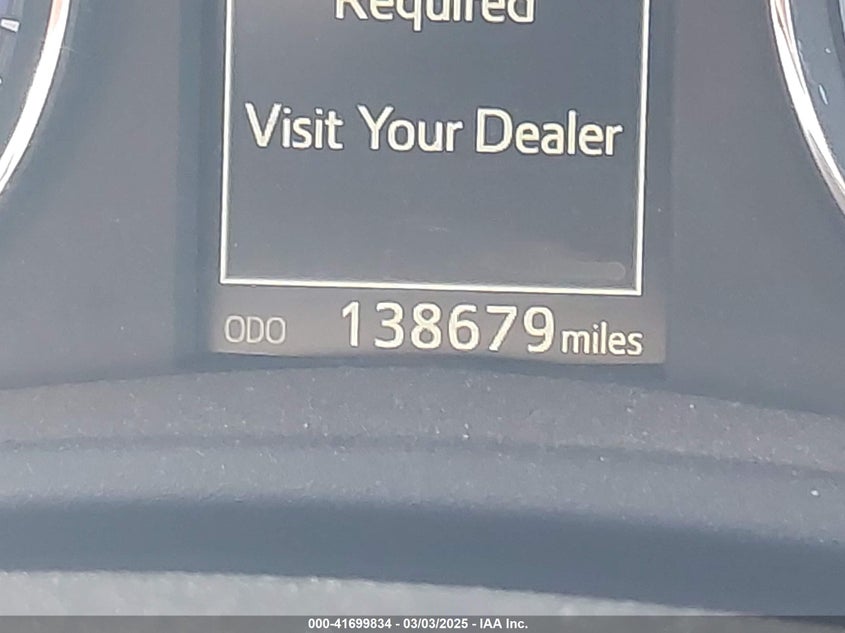 Required
Visit Your Dealer
ODO 138679 miles
000-41699834 - 03/03/2025 - IAA Inc.